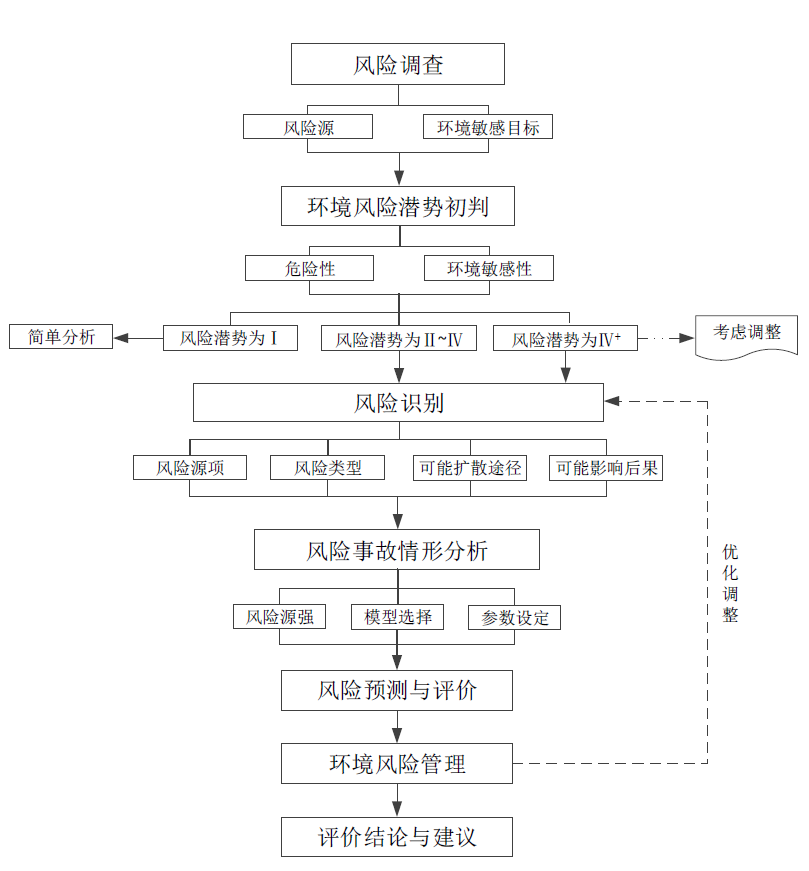 风险调查
风险源
环境敏感目标
环境风险潜势初判
危险性
环境敏感性
简单分析
风险潜势为Ⅰ
风险潜势为Ⅱ~Ⅳ
风险潜势为Ⅳ⁺
考虑调整
风险识别
风险源项
风险类型
可能扩散途径
可能影响后果
风险事故情形分析
优化调整
风险源强
模型选择
参数设定
风险预测与评价
环境风险管理
评价结论与建议